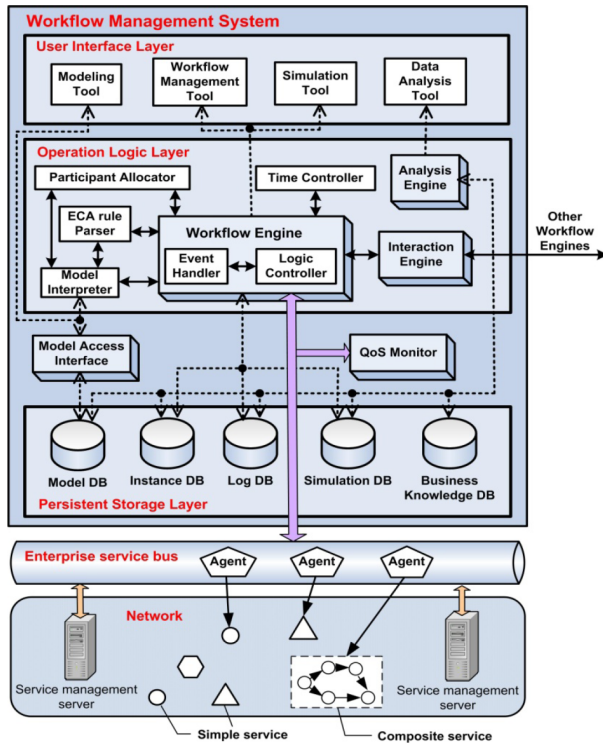 Workflow Management System
User Interface Layer
Modeling
Tool
Workflow
Management
Tool
Simulation
Tool
Data
Analysis
Tool
Operation Logic Layer
Participant Allocator
Time Controller
Analysis
Engine
ECA rule
Parser
Workflow Engine
Event
Handler
Logic
Controller
Interaction
Engine
Other
Workflow
Engines
Model
Interpreter
Model Access
Interface
QoS Monitor
Model DB
Instance DB
Log DB
Simulation DB
Business
Knowledge DB
Persistent Storage Layer
Enterprise service bus
Agent
Agent
Agent
Network
Service management
server
Service management
server
Simple service
Composite service